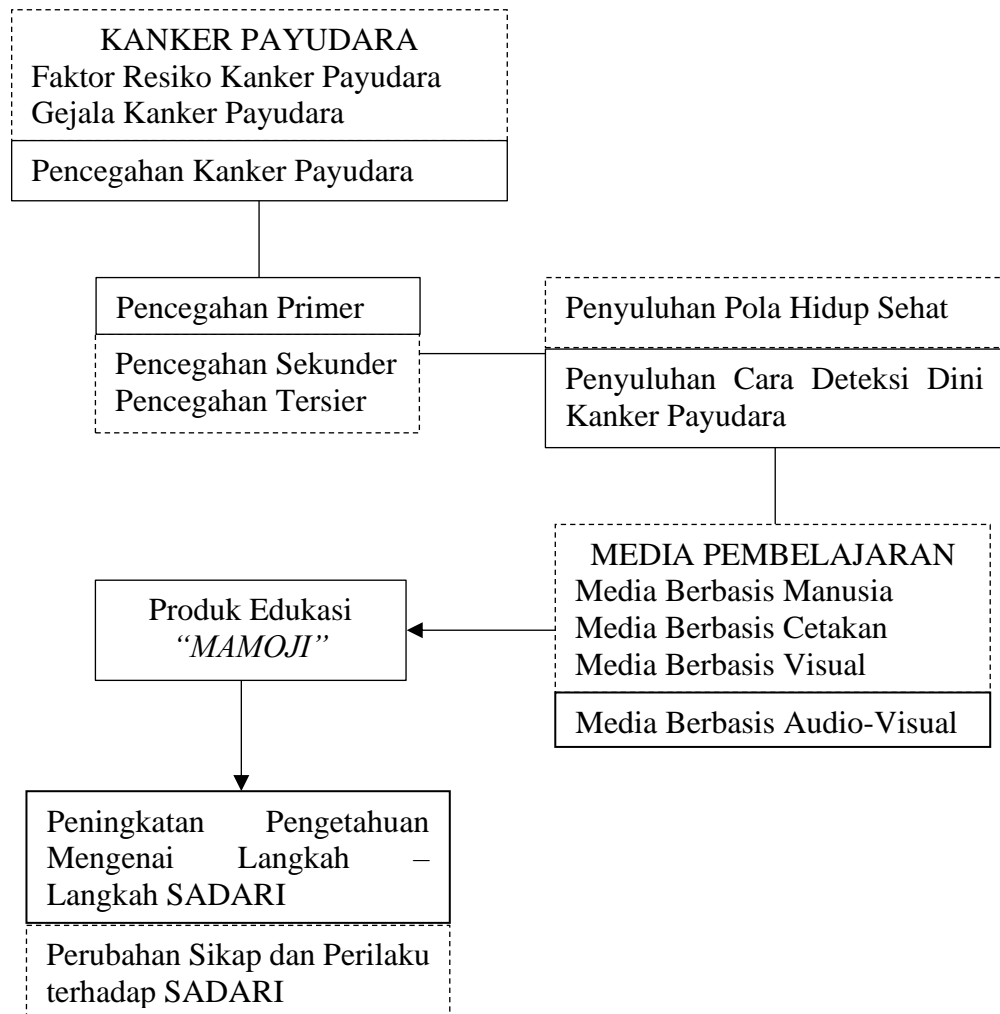 KANKER PAYUDARA
Faktor Resiko Kanker Payudara
Gejala Kanker Payudara
Pencegahan Kanker Payudara
Pencegahan Primer
Pencegahan Sekunder
Pencegahan Tersier
Penyuluhan Pola Hidup Sehat
Penyuluhan Cara Deteksi Dini
Kanker Payudara
MEDIA PEMBELAJARAN
Media Berbasis Manusia
Media Berbasis Cetakan
Media Berbasis Visual
Media Berbasis Audio-Visual
Produk Edukasi
“MAMOJI”
Peningkatan Pengetahuan
Mengenai Langkah –
Langkah SADARI
Perubahan Sikap dan Perilaku
terhadap SADARI